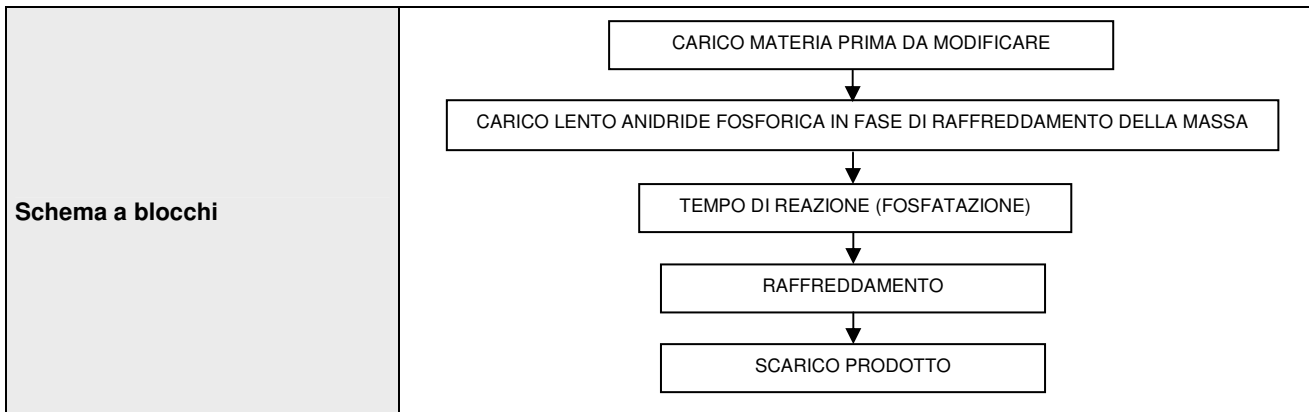 CARICO MATERIA PRIMA DA MODIFICARE
CARICO LENTO ANIDRIDE FOSFORICA IN FASE DI RAFFREDDAMENTO DELLA MASSA
Schema a blocchi
TEMPO DI REAZIONE (FOSFATAZIONE)
RAFFREDDAMENTO
SCARICO PRODOTTO